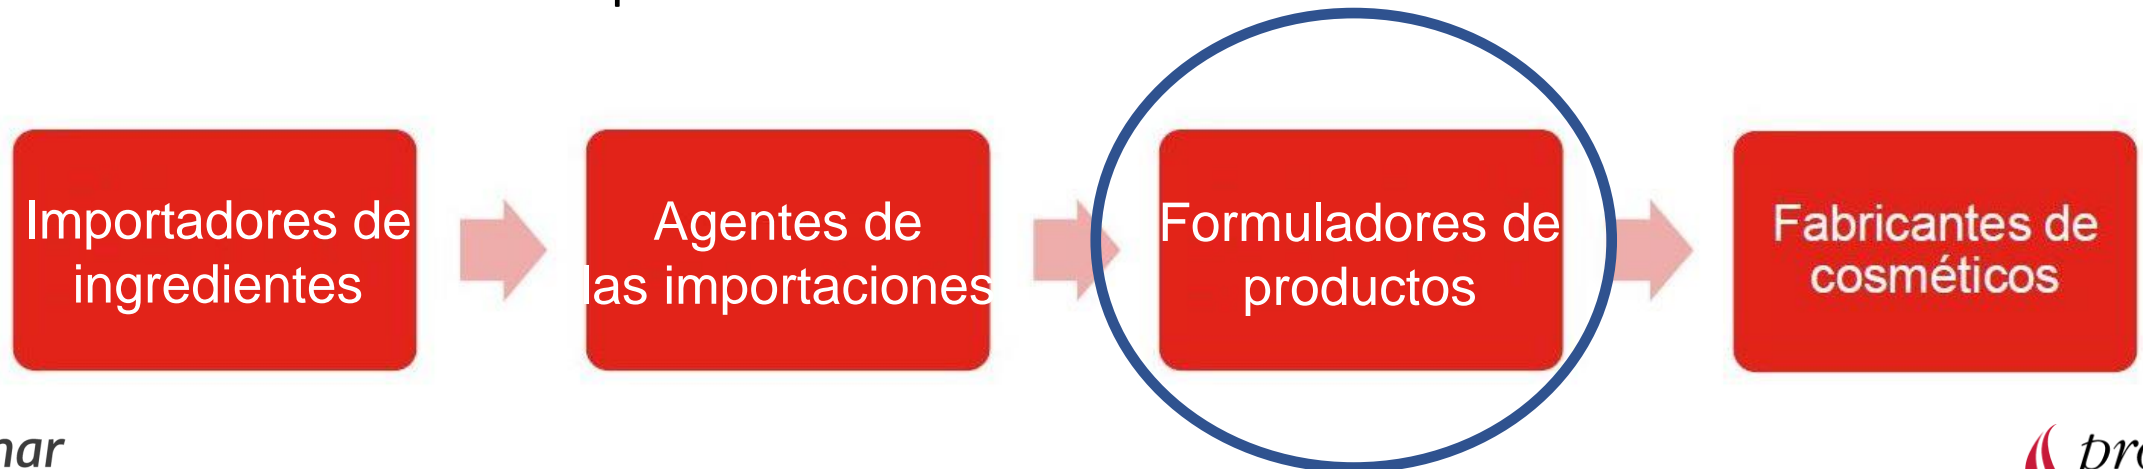 Importadores de
ingredientes
Agentes de
las importaciones
Formuladores de
productos
Fabricantes de
cosméticos